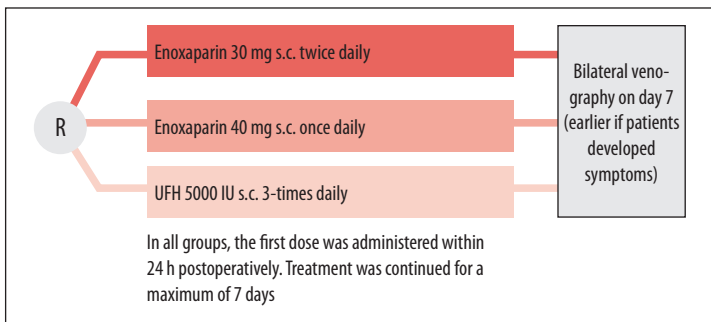 R
Enoxaparin 30 mg s.c. twice daily
Enoxaparin 40 mg s.c. once daily
UFH 5000 IU s.c. 3-times daily
Bilateral veno-
graphy on day 7
(earlier if patients
developed
symptoms)
In all groups, the first dose was administered within
24 h postoperatively. Treatment was continued for a
maximum of 7 days